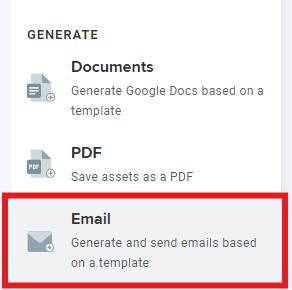 GENERATE
Documents
Generate Google Docs based on a
template
PDF
PDF
Save assets as a PDF
Email
Generate and send emails based
on a template